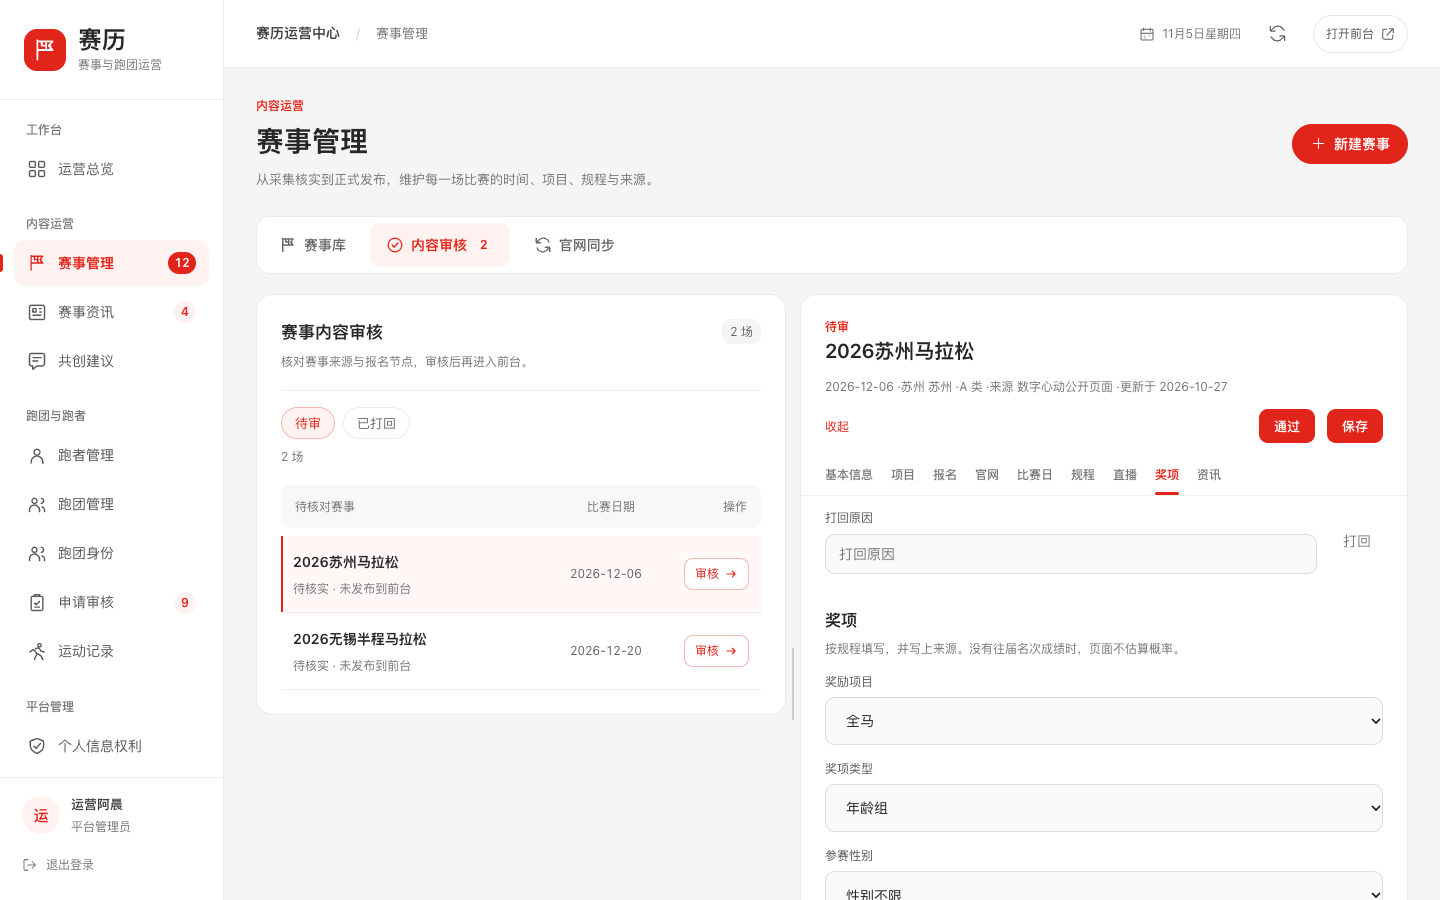 赛历
赛事与跑团运营
工作台
运营总览
内容运营
赛事管理 12
赛事资讯 4
共创建议
跑团与跑者
跑者管理
跑团管理
跑团身份
申请审核 9
运动记录
平台管理
个人信息权利
运 运营阿晨
平台管理员
退出登录
赛历运营中心 / 赛事管理
11月5日星期四
打开前台
内容运营
赛事管理
从采集核实到正式发布，维护每一场比赛的时间、项目、规程与来源。
新建赛事
赛事库 内容审核 2 官网同步
赛事内容审核 2 场
核对赛事来源与报名节点，审核后再进入前台。
待审 已打回
2 场
待核对赛事 比赛日期 操作
2026苏州马拉松
待核实 · 未发布到前台
2026-12-06 审核 →
2026无锡半程马拉松
待核实 · 未发布到前台
2026-12-20 审核 →
待审
2026苏州马拉松
2026-12-06 ·苏州 苏州 ·A 类 ·来源 数字心动公开页面 ·更新于 2026-10-27
收起 通过 保存
基本信息 项目 报名 官网 比赛日 规程 直播 奖项 资讯
打回原因
打回原因 打回
奖项
按规程填写，并写上来源。没有往届名次成绩时，页面不估算概率。
奖励项目
全马
奖项类型
年龄组
参赛性别
性别不限